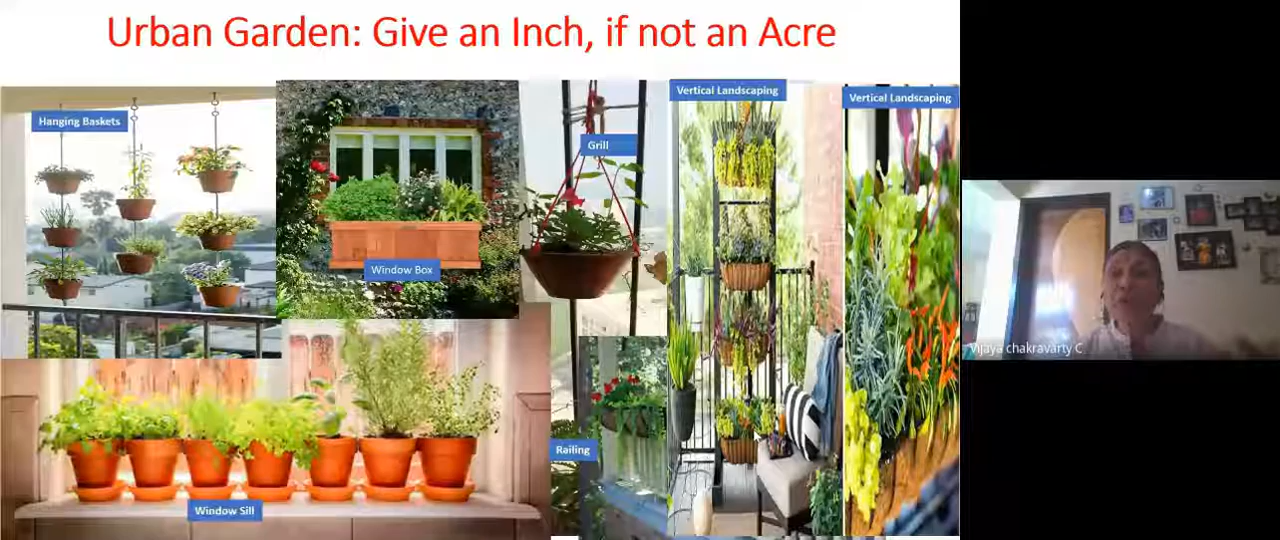 Urban Garden: Give an Inch, if not an Acre
Hanging Baskets
Window Box
Grill
Vertical Landscaping
Vertical Landscaping
Railing
Window Sill
Vijaya chakravarty C